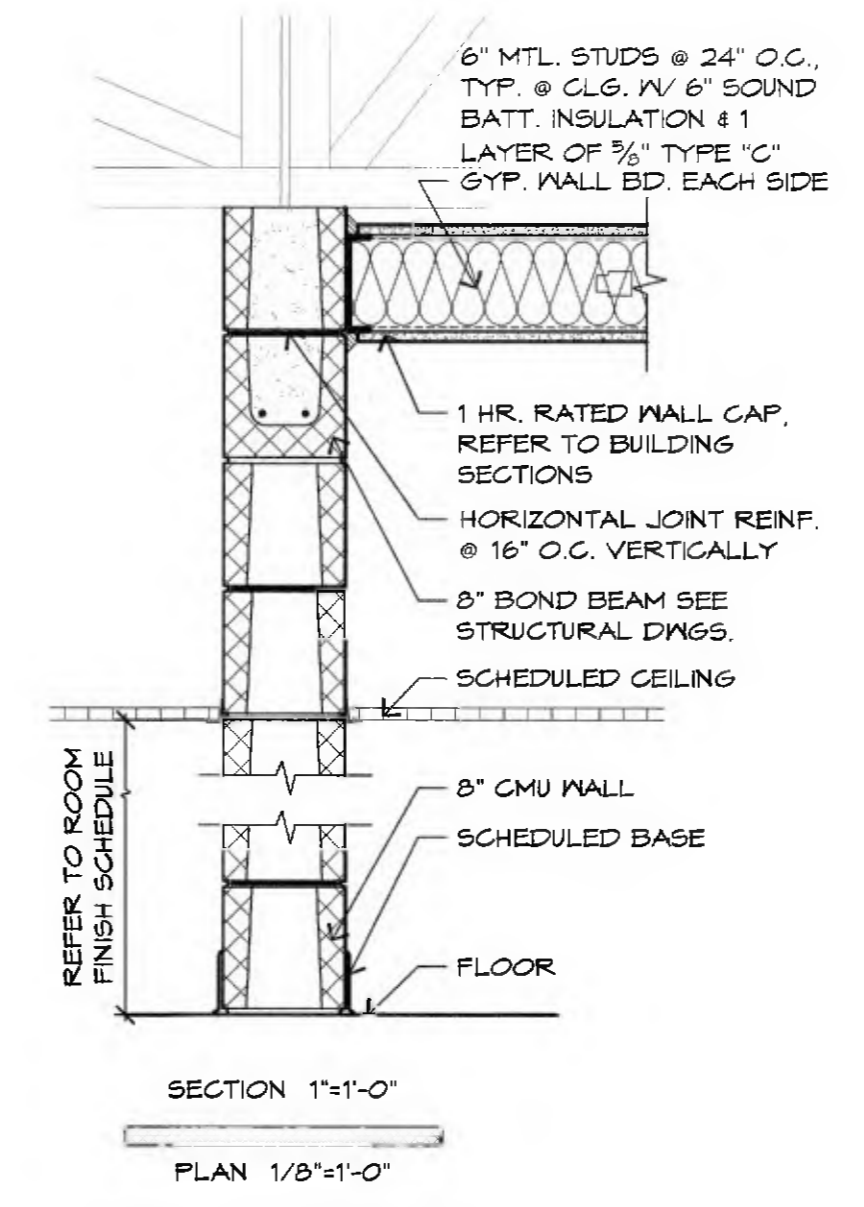 6" MTL. STUDS @ 24" O.C.,
TYP. @ CLG. W/ 6" SOUND
BATT. INSULATION & 1
LAYER OF 5/8" TYPE "C"
GYP. WALL BD. EACH SIDE
1 HR. RATED WALL CAP,
REFER TO BUILDING
SECTIONS
HORIZONTAL JOINT REINF.
@ 16" O.C. VERTICALLY
8" BOND BEAM SEE
STRUCTURAL DWGS.
SCHEDULED CEILING
REFER TO ROOM
FINISH SCHEDULE
8" CMU WALL
SCHEDULED BASE
FLOOR
SECTION 1"=1'-0"
PLAN 1/8"=1'-0"